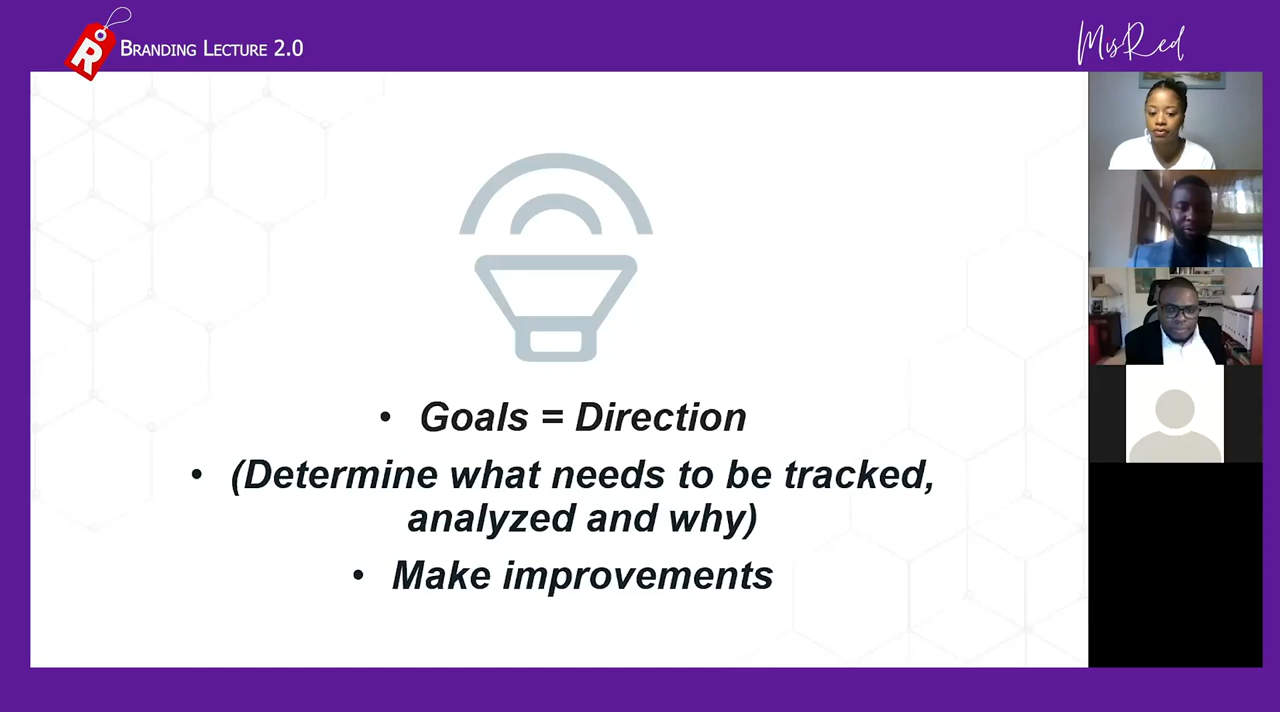 R BRANDING LECTURE 2.0
MisRed
• Goals = Direction
• (Determine what needs to be tracked,
analyzed and why)
• Make improvements